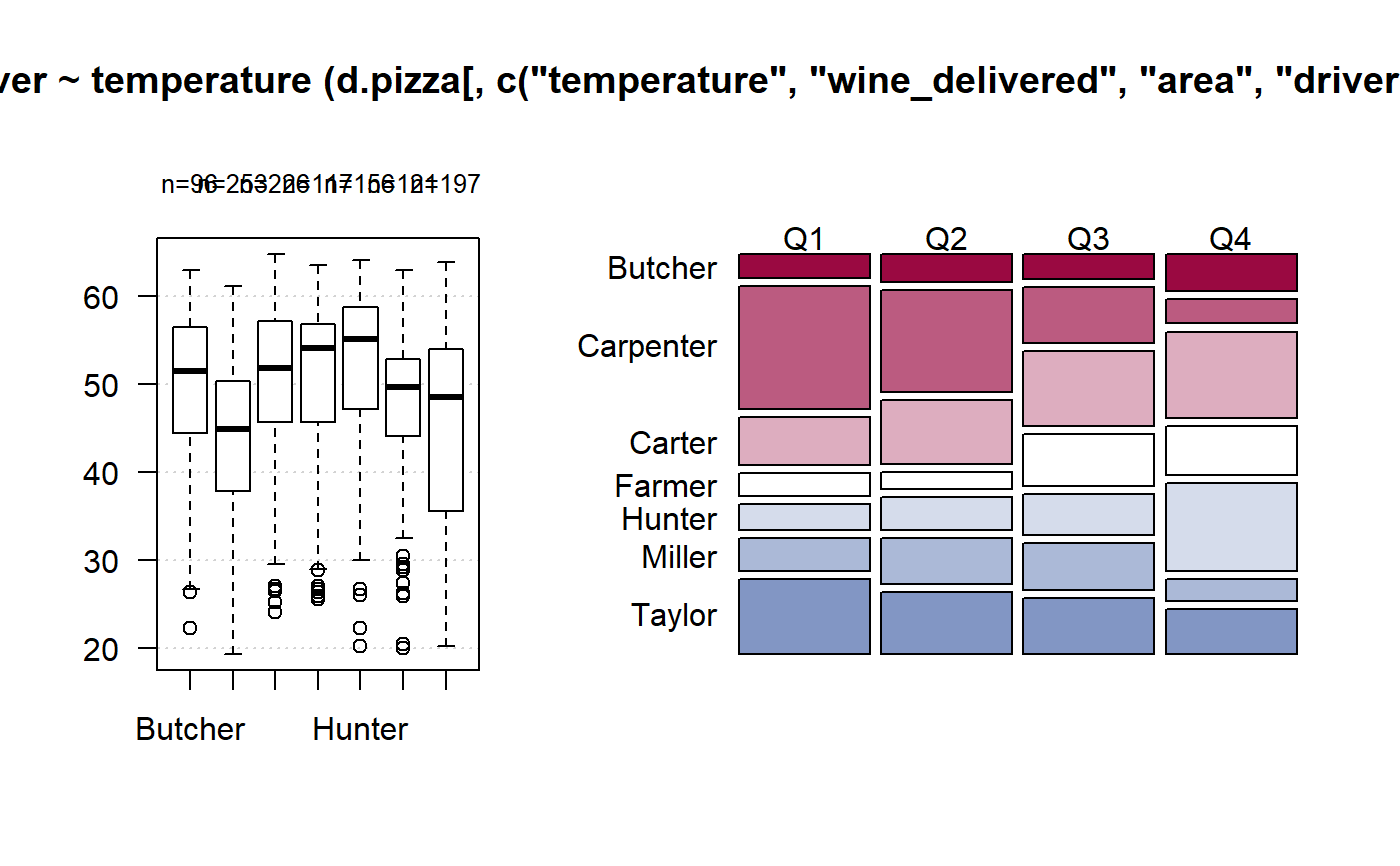 ver ~ temperature (d.pizza[, c("temperature", "wine_delivered", "area", "driver
n=96 n=253 n=226 n=117 n=156 n=121 n=197
60
50
40
30
20
Butcher Hunter
Q1 Q2 Q3 Q4
Butcher
Carpenter
Carter
Farmer
Hunter
Miller
Taylor